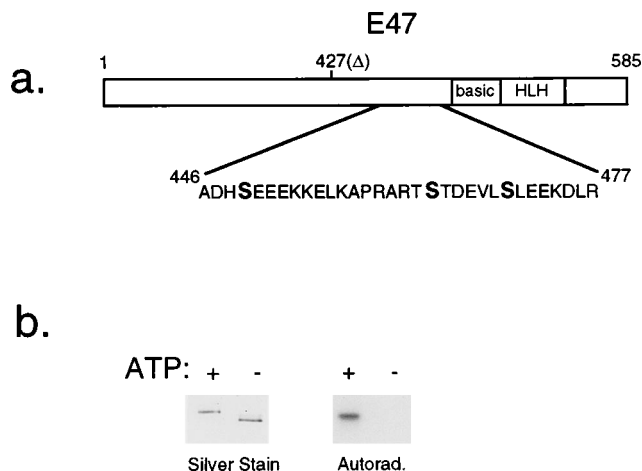 E47
a.
1 427(Δ) 585
basic HLH
446 477
ADHSEEEKKELKAPRARTSTDEVLSLEEKDLR
b.
ATP: + - + -
Silver Stain Autorad.